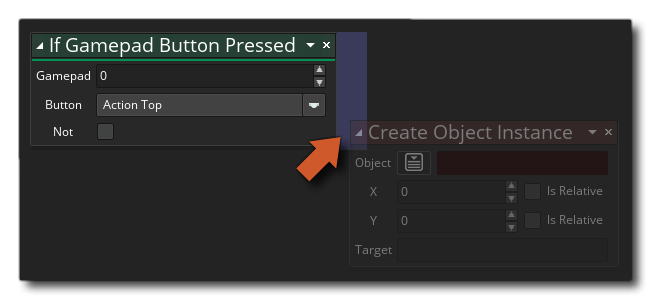 If Gamepad Button Pressed
Gamepad 0
Button Action Top
Not
Create Object Instance
Object
X 0 Is Relative
Y 0 Is Relative
Target